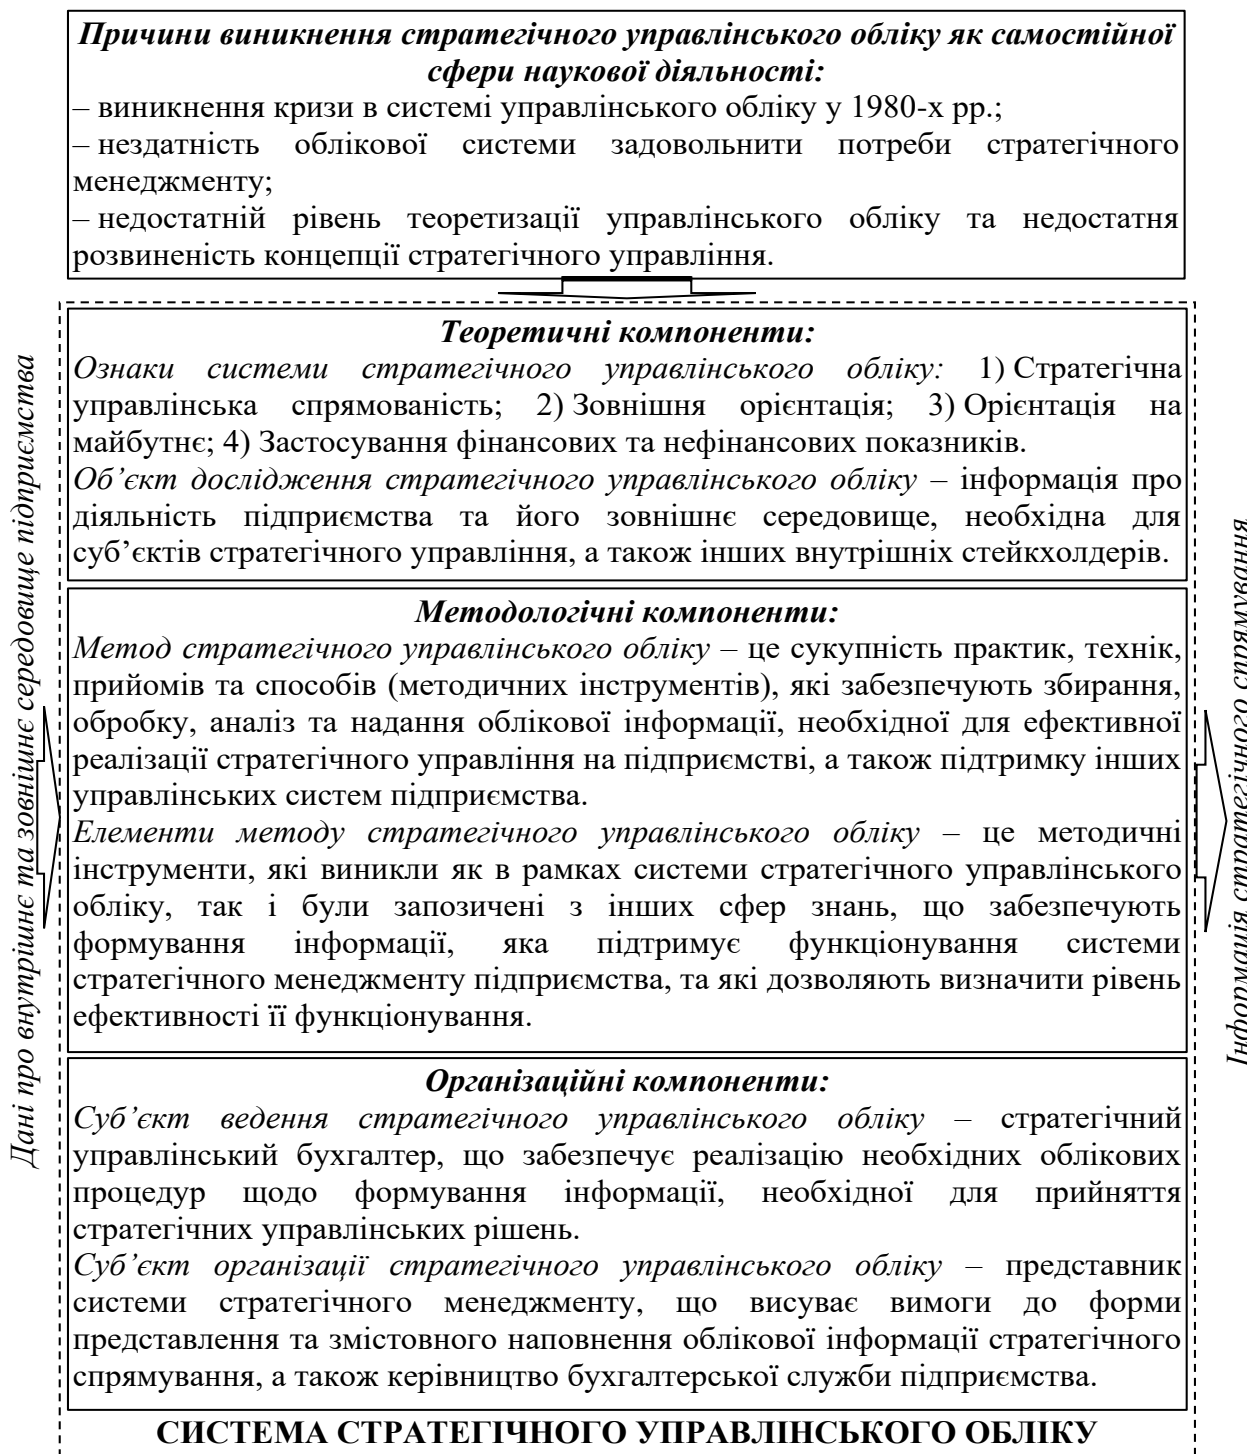 Причини виникнення стратегічного управлінського обліку як самостійної
сфери наукової діяльності:
– виникнення кризи в системі управлінського обліку у 1980-х рр.;
– нездатність облікової системи задовольнити потреби стратегічного
менеджменту;
– недостатній рівень теоретизації управлінського обліку та недостатня
розвиненість концепції стратегічного управління.
Дані про внутрішнє та зовнішнє середовище підприємства
Теоретичні компоненти:
Ознаки системи стратегічного управлінського обліку: 1) Стратегічна
управлінська спрямованість; 2) Зовнішня орієнтація; 3) Орієнтація на
майбутнє; 4) Застосування фінансових та нефінансових показників.
Об’єкт дослідження стратегічного управлінського обліку – інформація про
діяльність підприємства та його зовнішнє середовище, необхідна для
суб’єктів стратегічного управління, а також інших внутрішніх стейкхолдерів.
Методологічні компоненти:
Метод стратегічного управлінського обліку – це сукупність практик, технік,
прийомів та способів (методичних інструментів), які забезпечують збирання,
обробку, аналіз та надання облікової інформації, необхідної для ефективної
реалізації стратегічного управління на підприємстві, а також підтримку інших
управлінських систем підприємства.
Елементи методу стратегічного управлінського обліку – це методичні
інструменти, які виникли як в рамках системи стратегічного управлінського
обліку, так і були запозичені з інших сфер знань, що забезпечують
формування інформації, яка підтримує функціонування системи
стратегічного менеджменту підприємства, та які дозволяють визначити рівень
ефективності її функціонування.
Організаційні компоненти:
Суб’єкт ведення стратегічного управлінського обліку – стратегічний
управлінський бухгалтер, що забезпечує реалізацію необхідних облікових
процедур щодо формування інформації, необхідної для прийняття
стратегічних управлінських рішень.
Суб’єкт організації стратегічного управлінського обліку – представник
системи стратегічного менеджменту, що висуває вимоги до форми
представлення та змістовного наповнення облікової інформації стратегічного
спрямування, а також керівництво бухгалтерської служби підприємства.
СИСТЕМА СТРАТЕГІЧНОГО УПРАВЛІНСЬКОГО ОБЛІКУ
Інформація стратегічного спрямування